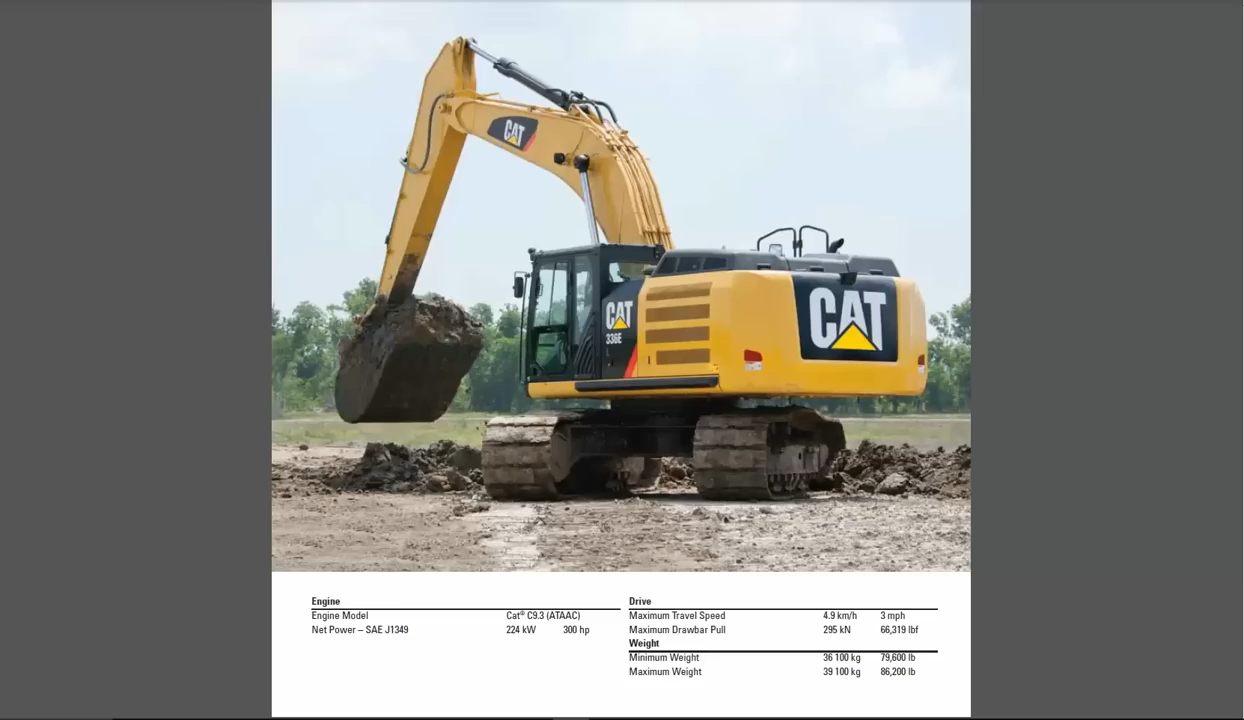 CAT
CAT
CAT
336E
Engine
Engine Model Cat® C9.3 (ATAAC)
Net Power – SAE J1349 224 kW 300 hp
Drive
Maximum Travel Speed 4.9 km/h 3 mph
Maximum Drawbar Pull 295 kN 66,319 lbf
Weight
Minimum Weight 36 100 kg 79,600 lb
Maximum Weight 39 100 kg 86,200 lb